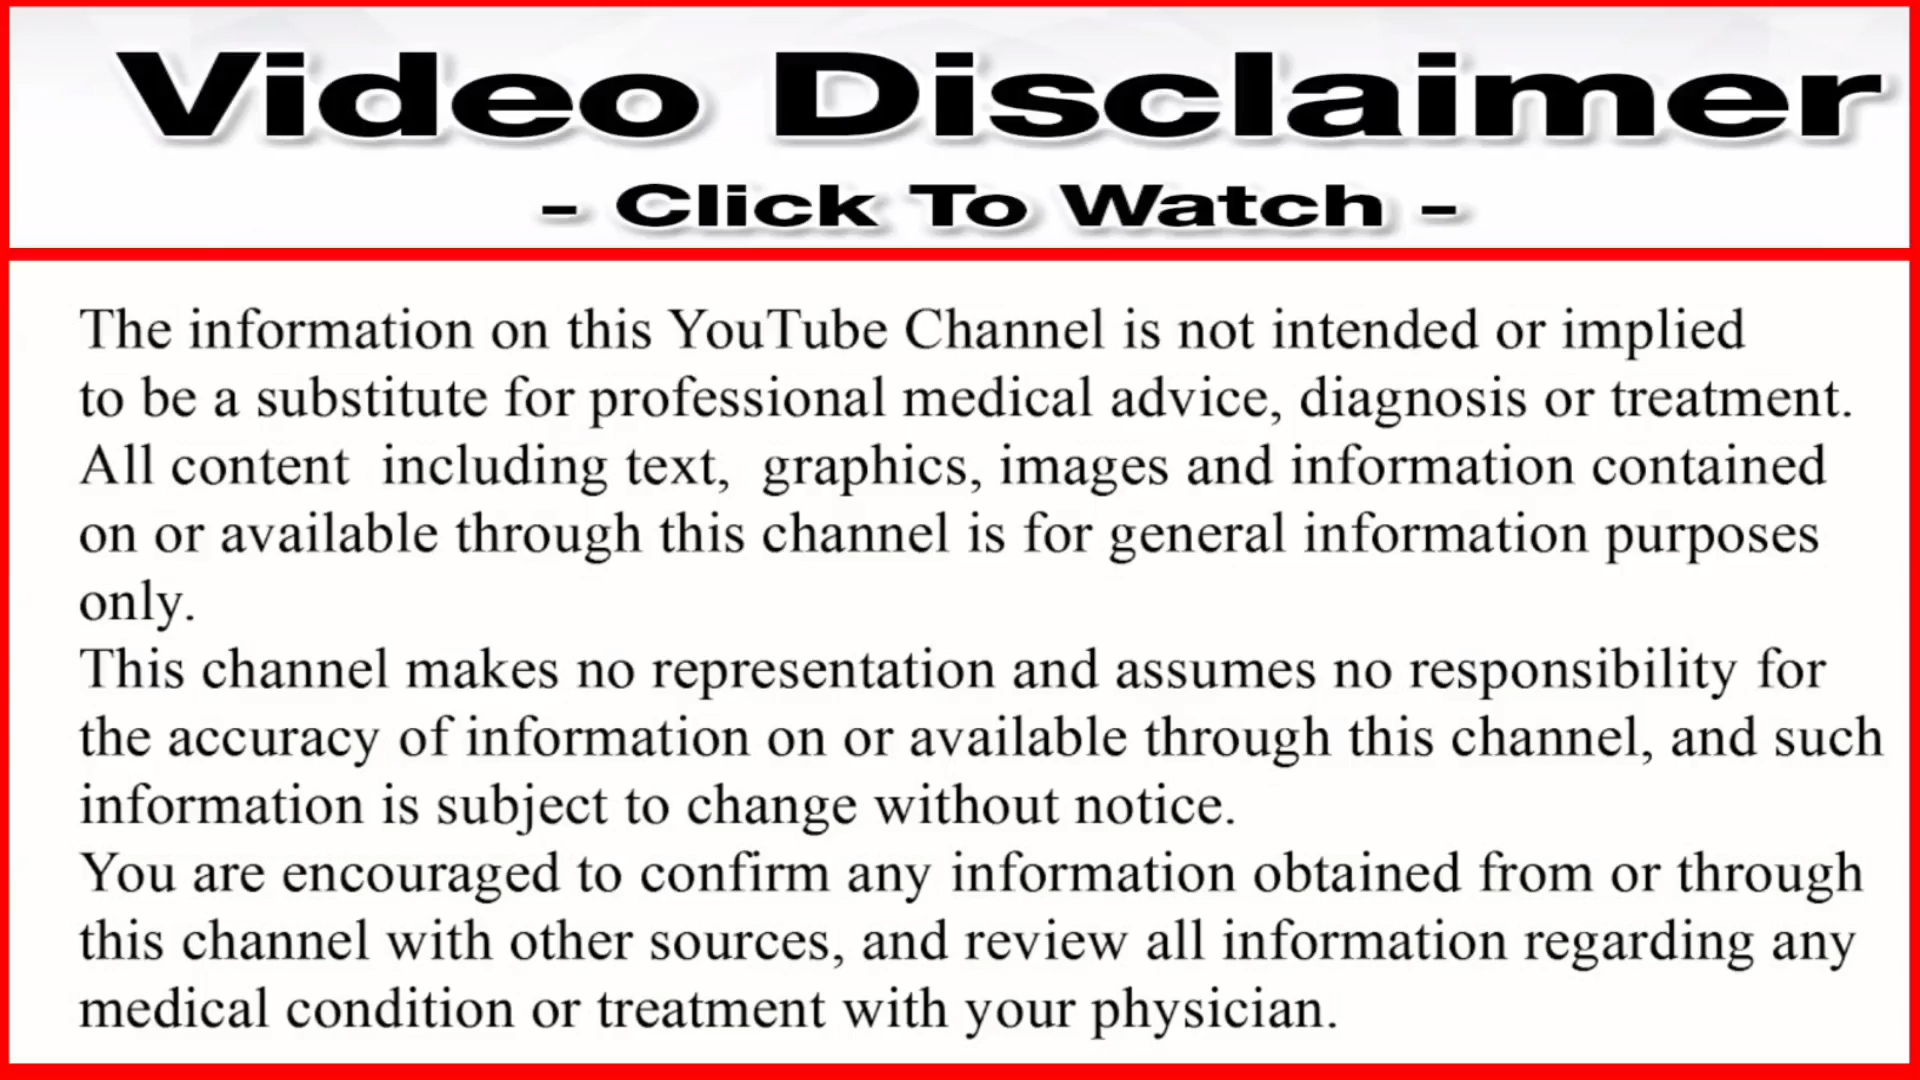 Video Disclaimer
- Click To Watch -
The information on this YouTube Channel is not intended or implied
to be a substitute for professional medical advice, diagnosis or treatment.
All content  including text,  graphics, images and information contained
on or available through this channel is for general information purposes
only.
This channel makes no representation and assumes no responsibility for
the accuracy of information on or available through this channel, and such
information is subject to change without notice.
You are encouraged to confirm any information obtained from or through
this channel with other sources, and review all information regarding any
medical condition or treatment with your physician.